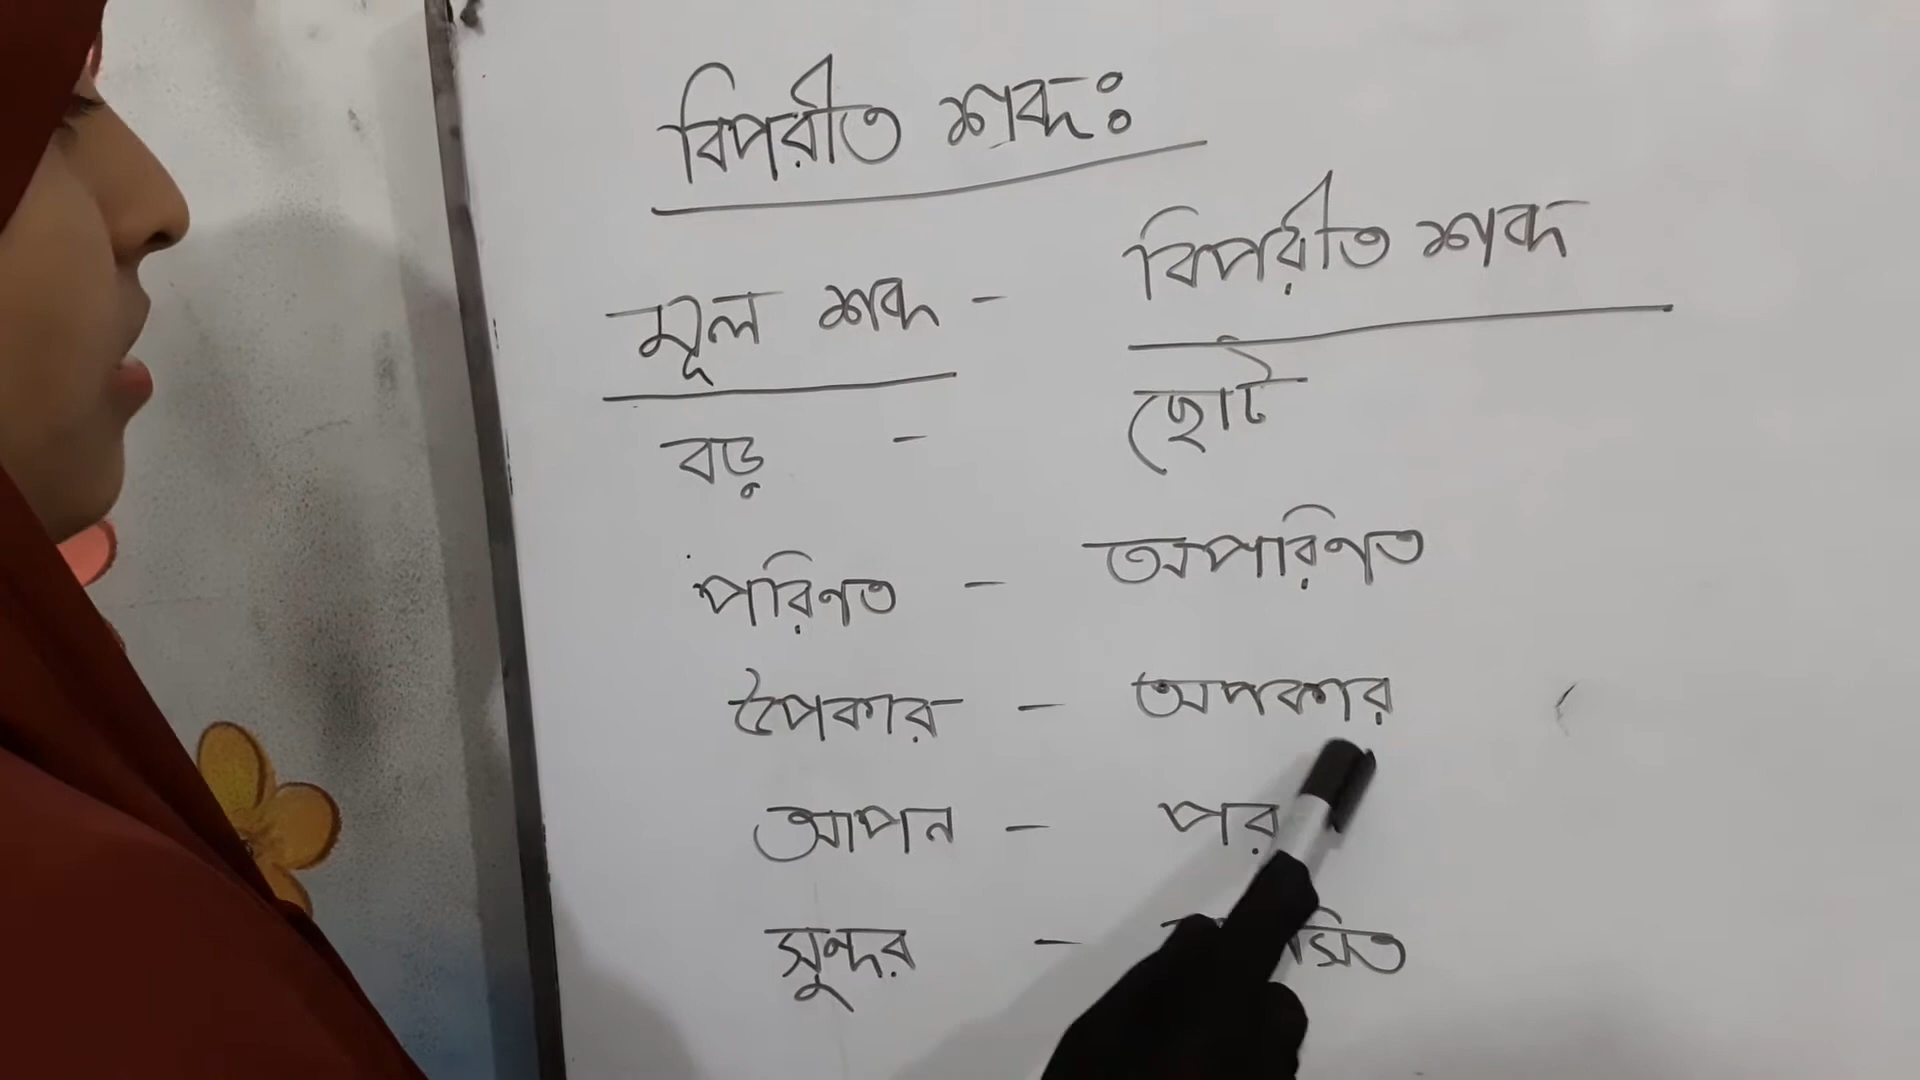 বিপরীত শব্দঃ
মূল শব্দ - বিপরীত শব্দ
বড় - ছোট
পরিণত - অপরিণত
উপকার - অপকার
আপন - পর
সুন্দর -